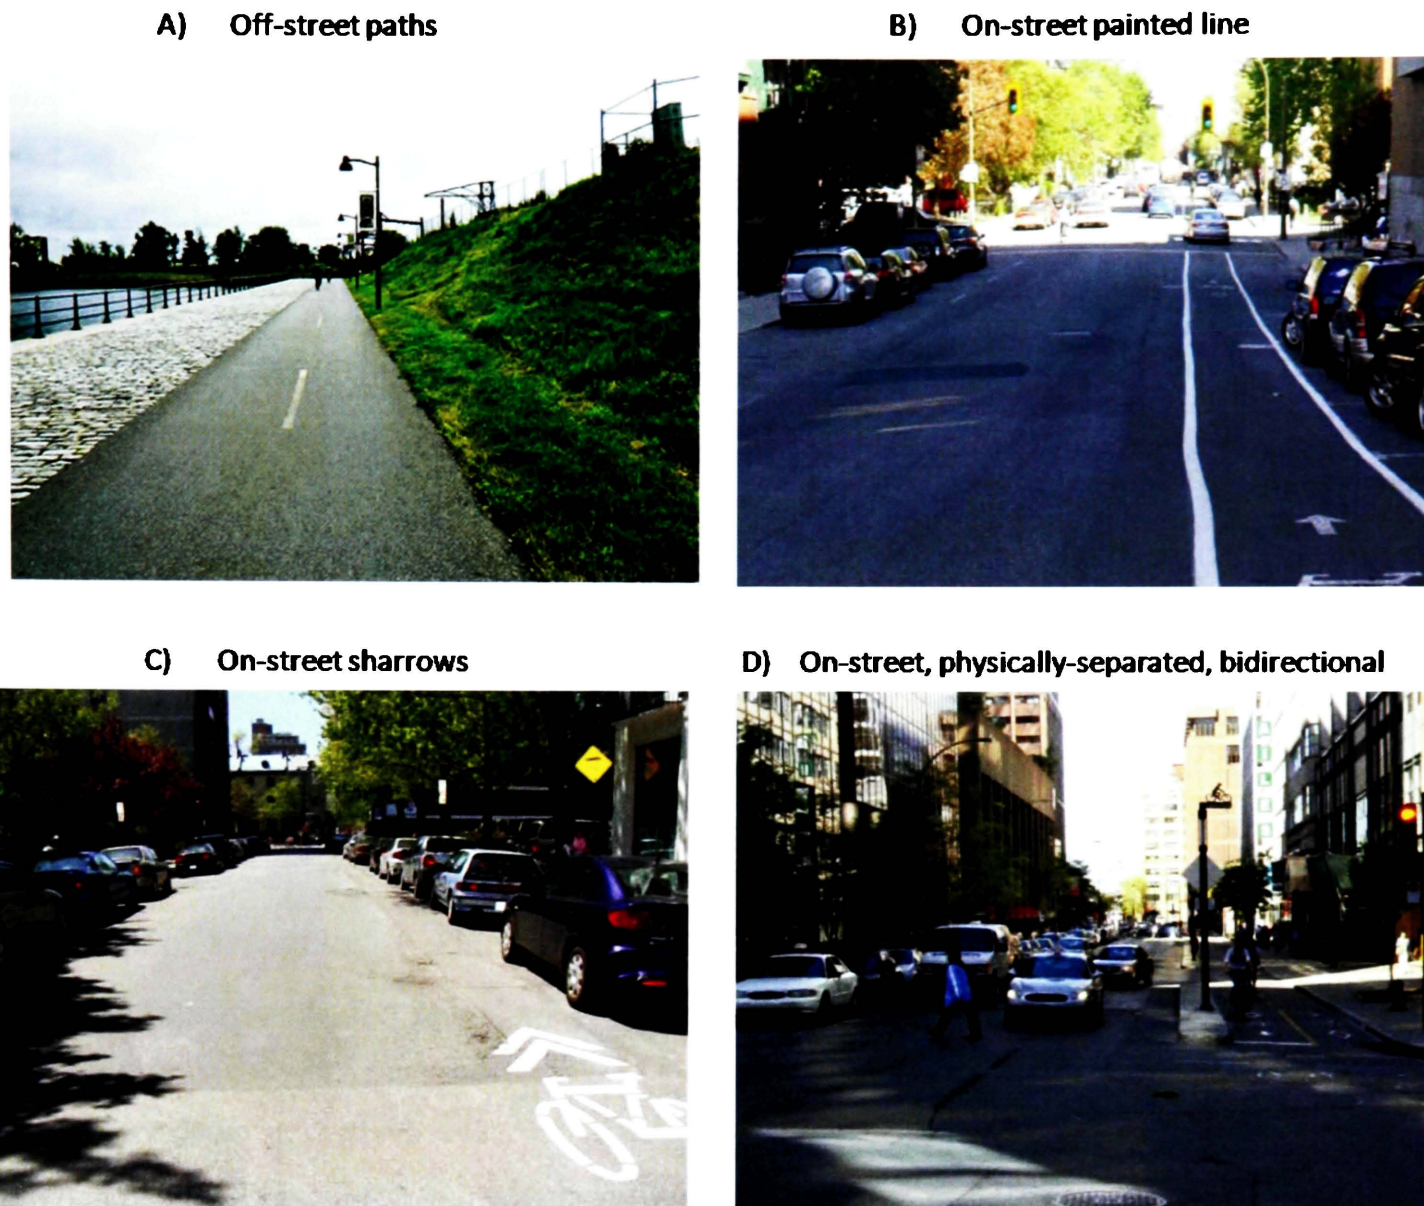 A) Off-street paths
B) On-street painted line
C) On-street sharrows
D) On-street, physically-separated, bidirectional